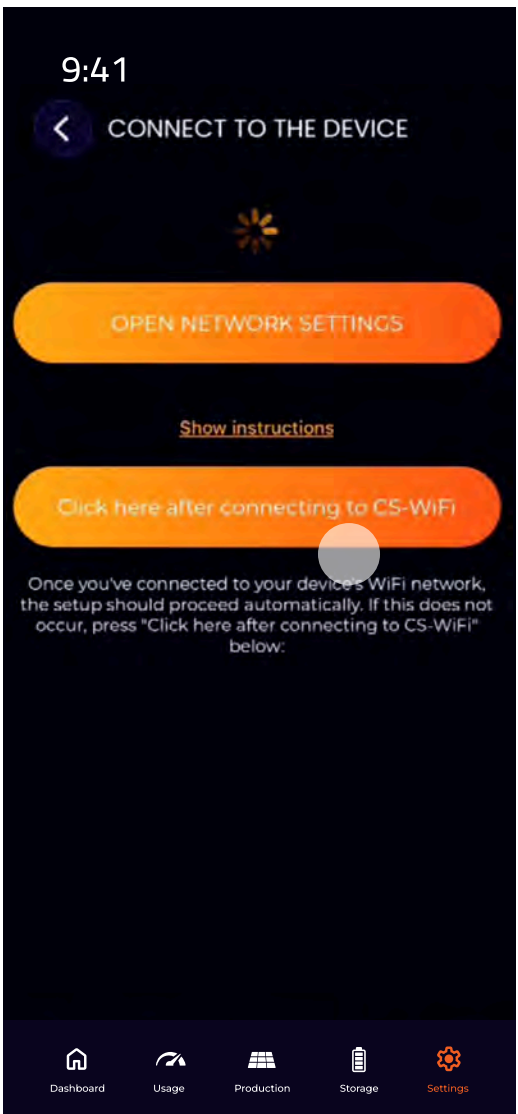 9:41
CONNECT TO THE DEVICE
OPEN NETWORK SETTINGS
Show instructions
Click here after connecting to CS-WiFi
Once you've connected to your device's WiFi network,
the setup should proceed automatically. If this does not
occur, press "Click here after connecting to CS-WiFi"
below:
Dashboard
Usage
Production
Storage
Settings